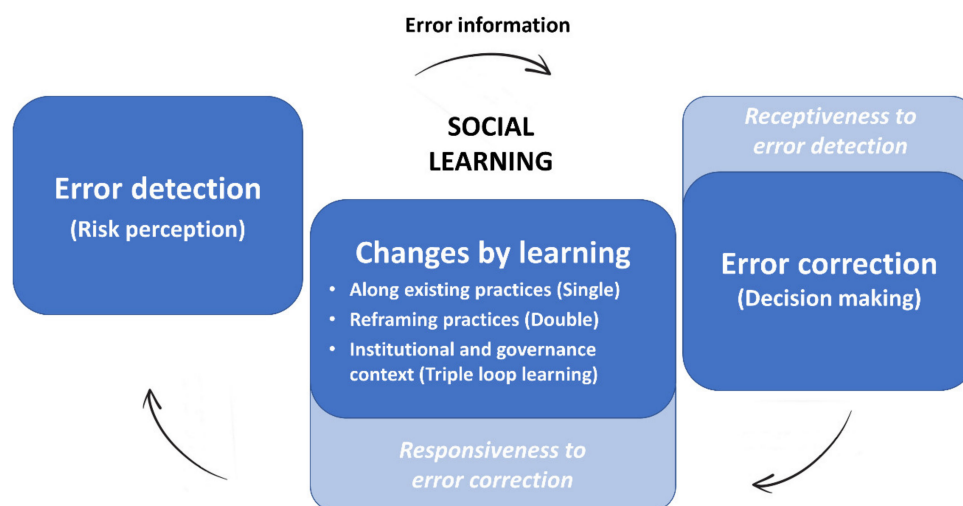 Error information
SOCIAL
LEARNING
Error detection
(Risk perception)
Changes by learning
• Along existing practices (Single)
• Reframing practices (Double)
• Institutional and governance
context (Triple loop learning)
Responsiveness to
error correction
Receptiveness to
error detection
Error correction
(Decision making)